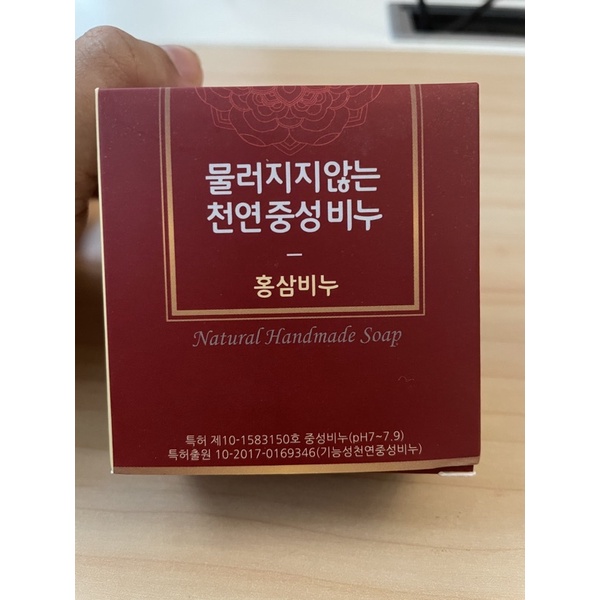 물러지지않는
천연중성비누
홍삼비누
Natural Handmade Soap
특허 제10-1583150호 중성비누(pH7~7.9)
특허출원 10-2017-0169346(기능성천연중성비누)